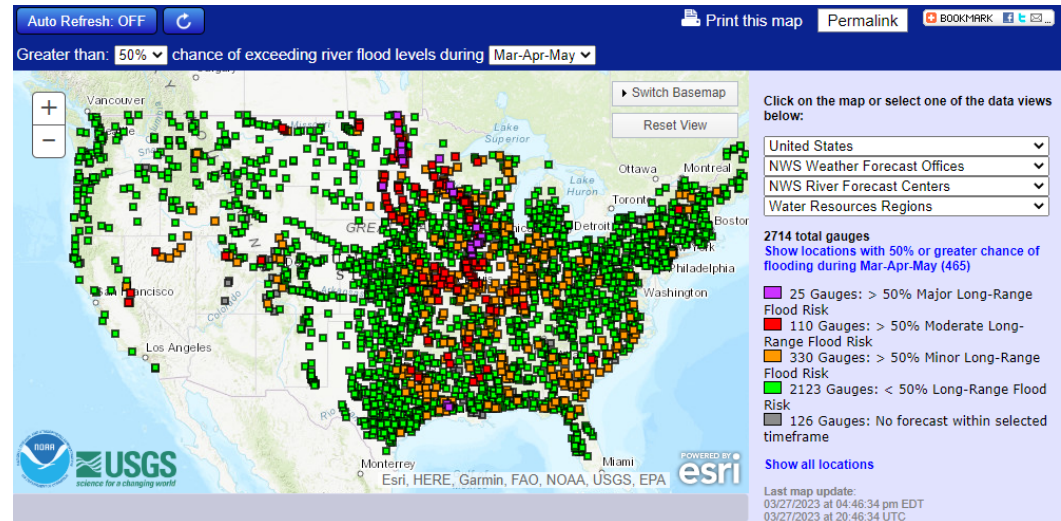 Auto Refresh: OFF
Print this map
Permalink
BOOKMARK
Greater than: 50% chance of exceeding river flood levels during Mar-Apr-May
+
−
Switch Basemap
Reset View
Vancouver
Missouri
Lake
Superior
Ottawa
Montreal
Lake
Huron
Toronto
Detroit
Boston
Philadelphia
Washington
Arkansas
Colorado
Los Angeles
Monterrey
Miami
NOAA
USGS
science for a changing world
Esri, HERE, Garmin, FAO, NOAA, USGS, EPA
POWERED BY
esri
Click on the map or select one of the data views
below:
United States
NWS Weather Forecast Offices
NWS River Forecast Centers
Water Resources Regions
2714 total gauges
Show locations with 50% or greater chance of
flooding during Mar-Apr-May (465)
25 Gauges: > 50% Major Long-Range
Flood Risk
110 Gauges: > 50% Moderate Long-
Range Flood Risk
330 Gauges: > 50% Minor Long-Range
Flood Risk
2123 Gauges: < 50% Long-Range Flood
Risk
126 Gauges: No forecast within selected
timeframe
Show all locations
Last map update:
03/27/2023 at 04:46:34 pm EDT
03/27/2023 at 20:46:34 UTC